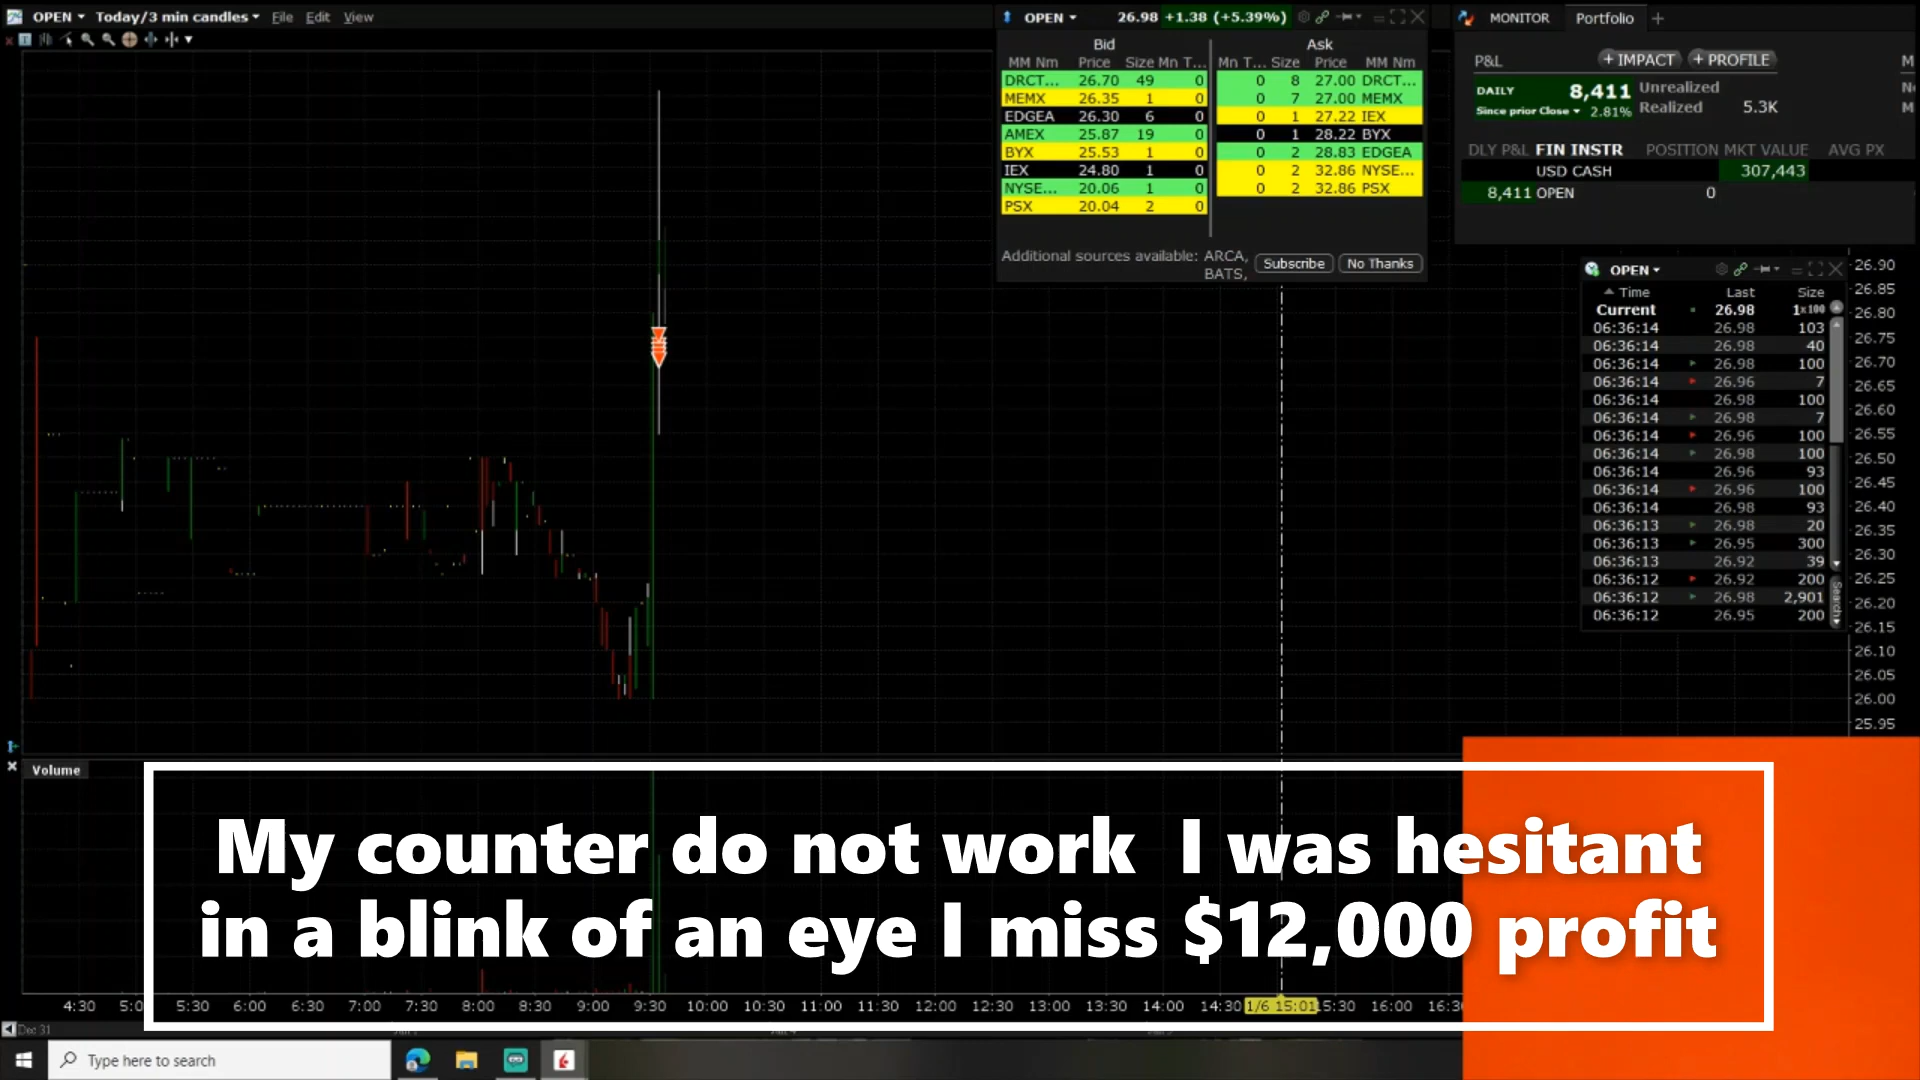 OPEN Today/3 min candles File Edit View
OPEN 26.98 +1.38 (+5.39%)
Bid Ask
MM Nm Price Size Mn T... Mn T... Size Price MM Nm
DRCT... 26.70 49 0 0 8 27.00 DRCT...
MEMX 26.35 1 0 0 7 27.00 MEMX
EDGEA 26.30 6 0 0 1 27.22 IEX
AMEX 25.87 19 0 0 1 28.22 BYX
BYX 25.53 1 0 0 2 28.83 EDGEA
IEX 24.80 1 0 0 2 32.86 NYSE...
NYSE... 20.06 1 0 0 2 32.86 PSX
PSX 20.04 2 0
Additional sources available: ARCA,
BATS,
Subscribe No Thanks
MONITOR Portfolio +
P&L + IMPACT + PROFILE
DAILY 8,411 Unrealized
Since prior Close 2.81% Realized 5.3K
DLY P&L FIN INSTR POSITION MKT VALUE AVG PX
USD CASH 307,443
8,411 OPEN 0
OPEN
Time Last Size
Current 26.98 1x100
06:36:14 26.98 103
06:36:14 26.98 40
06:36:14 26.98 100
06:36:14 26.96 7
06:36:14 26.98 100
06:36:14 26.98 7
06:36:14 26.96 100
06:36:14 26.98 100
06:36:14 26.96 93
06:36:14 26.96 100
06:36:14 26.98 93
06:36:13 26.98 20
06:36:13 26.95 300
06:36:13 26.92 39
06:36:12 26.92 200
06:36:12 26.98 2,901
06:36:12 26.95 200
Search
26.90
26.85
26.80
26.75
26.70
26.65
26.60
26.55
26.50
26.45
26.40
26.35
26.30
26.25
26.20
26.15
26.10
26.05
26.00
25.95
Volume
My counter do not work I was hesitant
in a blink of an eye I miss $12,000 profit
4:30 5:0 5:30 6:00 6:30 7:00 7:30 8:00 8:30 9:00 9:30 10:00 10:30 11:00 11:30 12:00 12:30 13:00 13:30 14:00 14:30 1/6 15:01 15:30 16:00 16:30
Dec 31
Type here to search